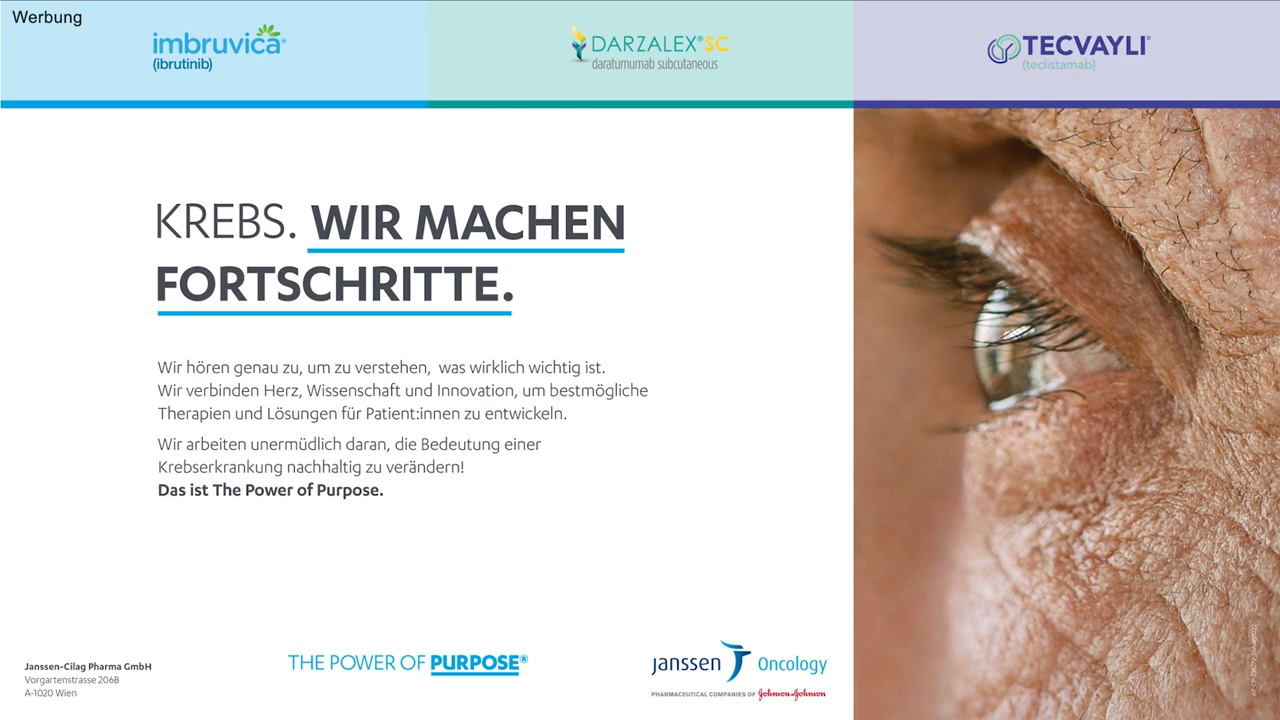 Werbung
imbruvica®
(ibrutinib)
DARZALEX®SC
daratumumab subcutaneous
TECVAYLI®
(teclistamab)
KREBS. WIR MACHEN
FORTSCHRITTE.
Wir hören genau zu, um zu verstehen, was wirklich wichtig ist.
Wir verbinden Herz, Wissenschaft und Innovation, um bestmögliche
Therapien und Lösungen für Patient:innen zu entwickeln.
Wir arbeiten unermüdlich daran, die Bedeutung einer
Krebserkrankung nachhaltig zu verändern!
Das ist The Power of Purpose.
Janssen-Cilag Pharma GmbH
Vorgartenstrasse 206B
A-1020 Wien
THE POWER OF PURPOSE®
janssen Oncology
PHARMACEUTICAL COMPANIES OF Johnson & Johnson